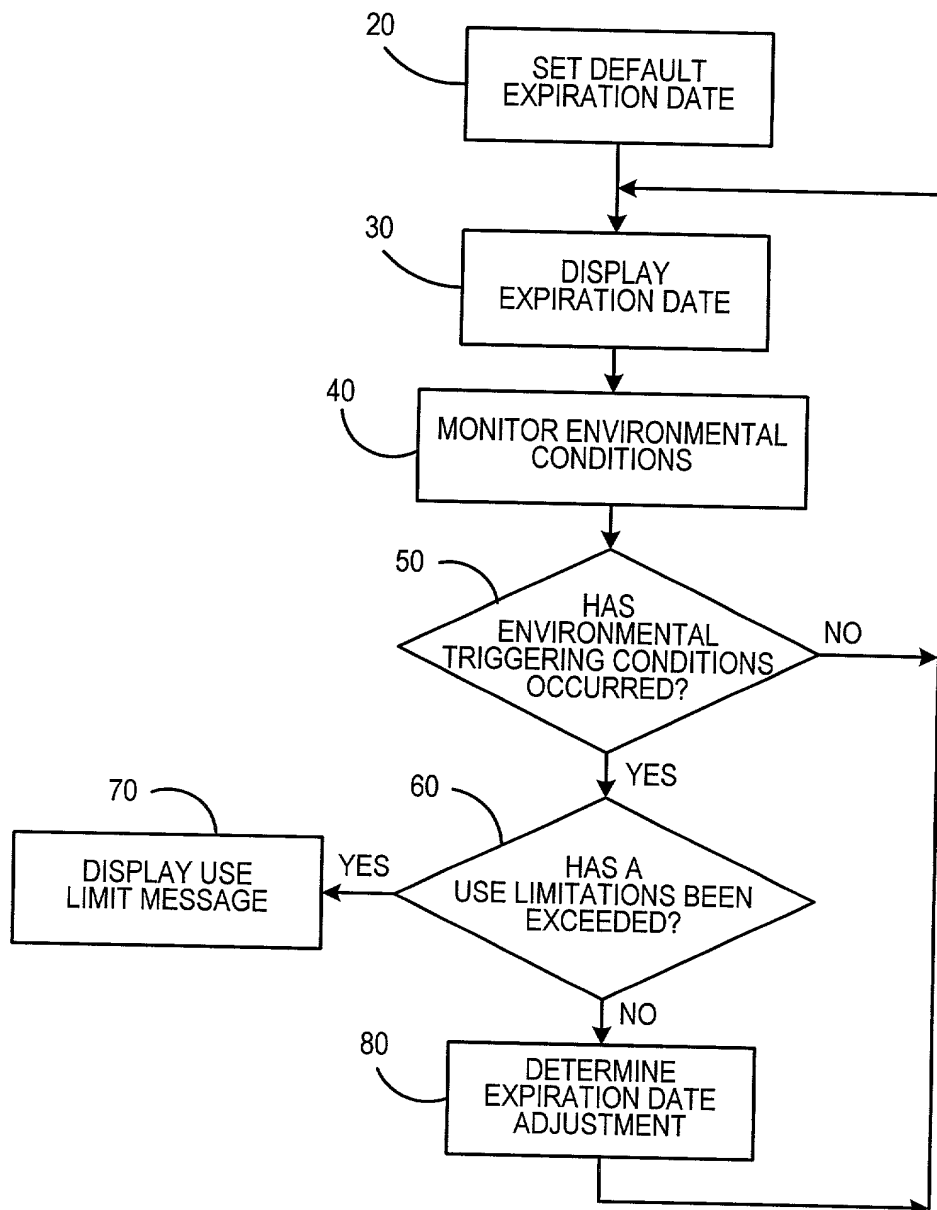 20
SET DEFAULT
EXPIRATION DATE
30
DISPLAY
EXPIRATION DATE
40
MONITOR ENVIRONMENTAL
CONDITIONS
50
HAS
ENVIRONMENTAL
TRIGGERING CONDITIONS
OCCURRED?
NO
YES
60
70
DISPLAY USE
LIMIT MESSAGE
YES
HAS A
USE LIMITATIONS BEEN
EXCEEDED?
NO
80
DETERMINE
EXPIRATION DATE
ADJUSTMENT